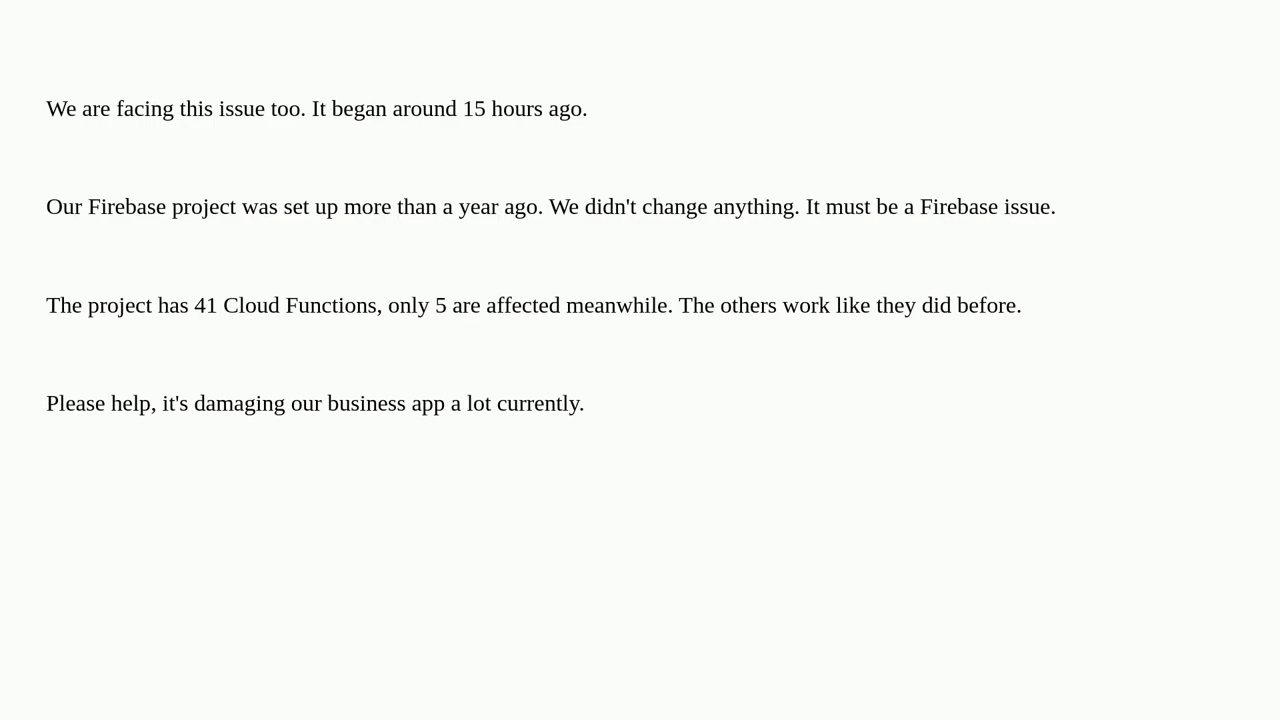 We are facing this issue too. It began around 15 hours ago.
Our Firebase project was set up more than a year ago. We didn't change anything. It must be a Firebase issue.
The project has 41 Cloud Functions, only 5 are affected meanwhile. The others work like they did before.
Please help, it's damaging our business app a lot currently.